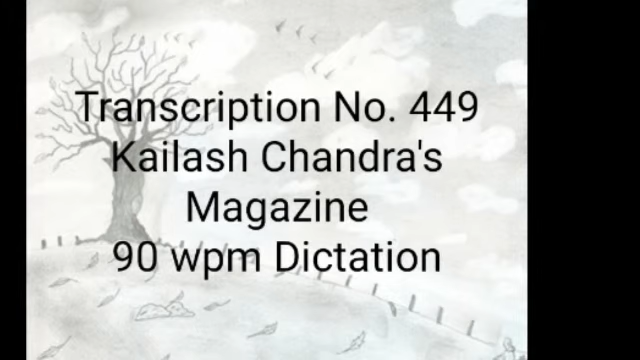 Transcription No. 449
Kailash Chandra's
Magazine
90 wpm Dictation